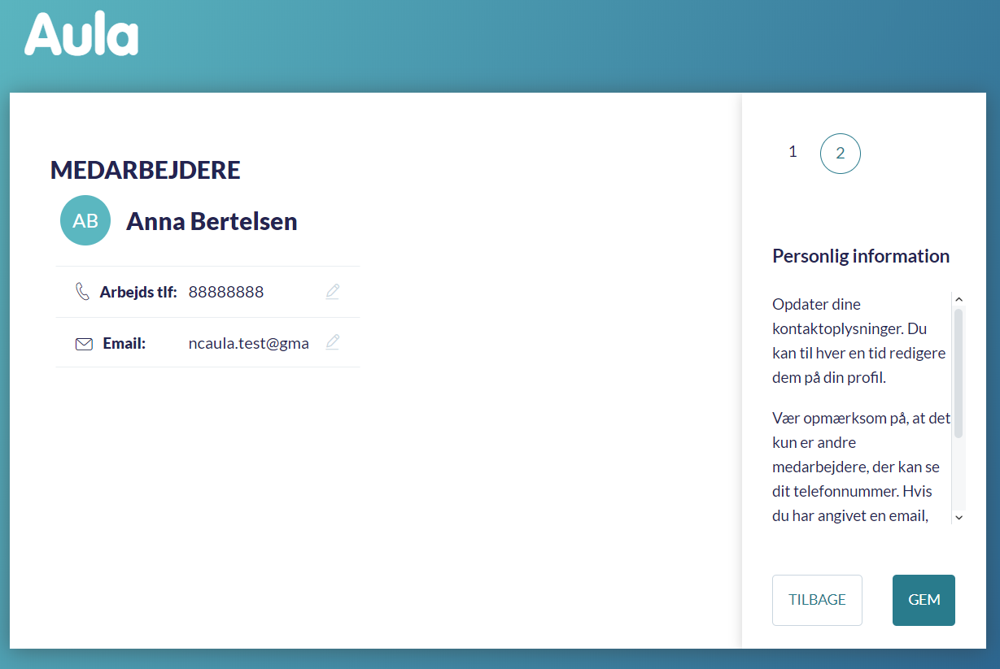 Aula
MEDARBEJDERE
AB
Anna Bertelsen
Arbejds tlf: 88888888
Email: ncaula.test@gma
1 2
Personlig information
Opdater dine
kontaktoplysninger. Du
kan til hver en tid redigere
dem på din profil.
Vær opmærksom på, at det
kun er andre
medarbejdere, der kan se
dit telefonnummer. Hvis
du har angivet en email,
TILBAGE GEM